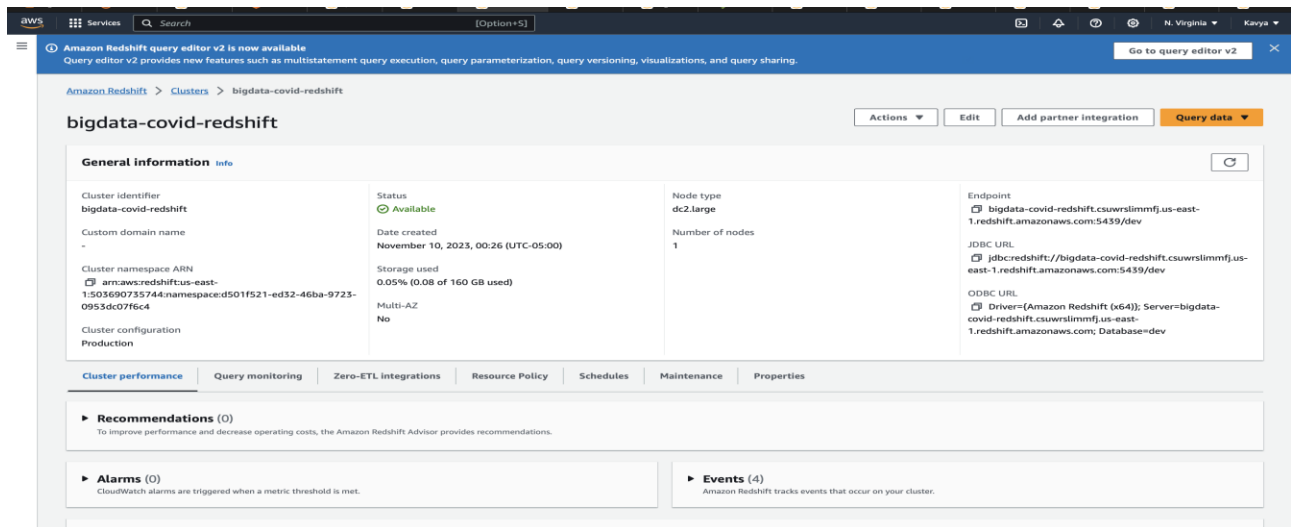 aws
Services
Search
[Option+S]
N. Virginia
Kavya
Amazon Redshift query editor v2 is now available
Query editor v2 provides new features such as multistatement query execution, query parameterization, query versioning, visualizations, and query sharing.
Go to query editor v2
Amazon Redshift > Clusters > bigdata-covid-redshift
bigdata-covid-redshift
Actions
Edit
Add partner integration
Query data
General information Info
Cluster identifier
bigdata-covid-redshift
Custom domain name
-
Cluster namespace ARN
arn:aws:redshift:us-east-
1:503690735744:namespace:d501f521-ed32-46ba-9723-
0953dc07f6c4
Cluster configuration
Production
Status
Available
Date created
November 10, 2023, 00:26 (UTC-05:00)
Storage used
0.05% (0.08 of 160 GB used)
Multi-AZ
No
Node type
dc2.large
Number of nodes
1
Endpoint
bigdata-covid-redshift.csuwrslimmfj.us-east-
1.redshift.amazonaws.com:5439/dev
JDBC URL
jdbc:redshift://bigdata-covid-redshift.csuwrslimmfj.us-
east-1.redshift.amazonaws.com:5439/dev
ODBC URL
Driver={Amazon Redshift (x64)}; Server=bigdata-
covid-redshift.csuwrslimmfj.us-east-
1.redshift.amazonaws.com; Database=dev
Cluster performance
Query monitoring
Zero-ETL integrations
Resource Policy
Schedules
Maintenance
Properties
Recommendations (0)
To improve performance and decrease operating costs, the Amazon Redshift Advisor provides recommendations.
Alarms (0)
CloudWatch alarms are triggered when a metric threshold is met.
Events (4)
Amazon Redshift tracks events that occur on your cluster.